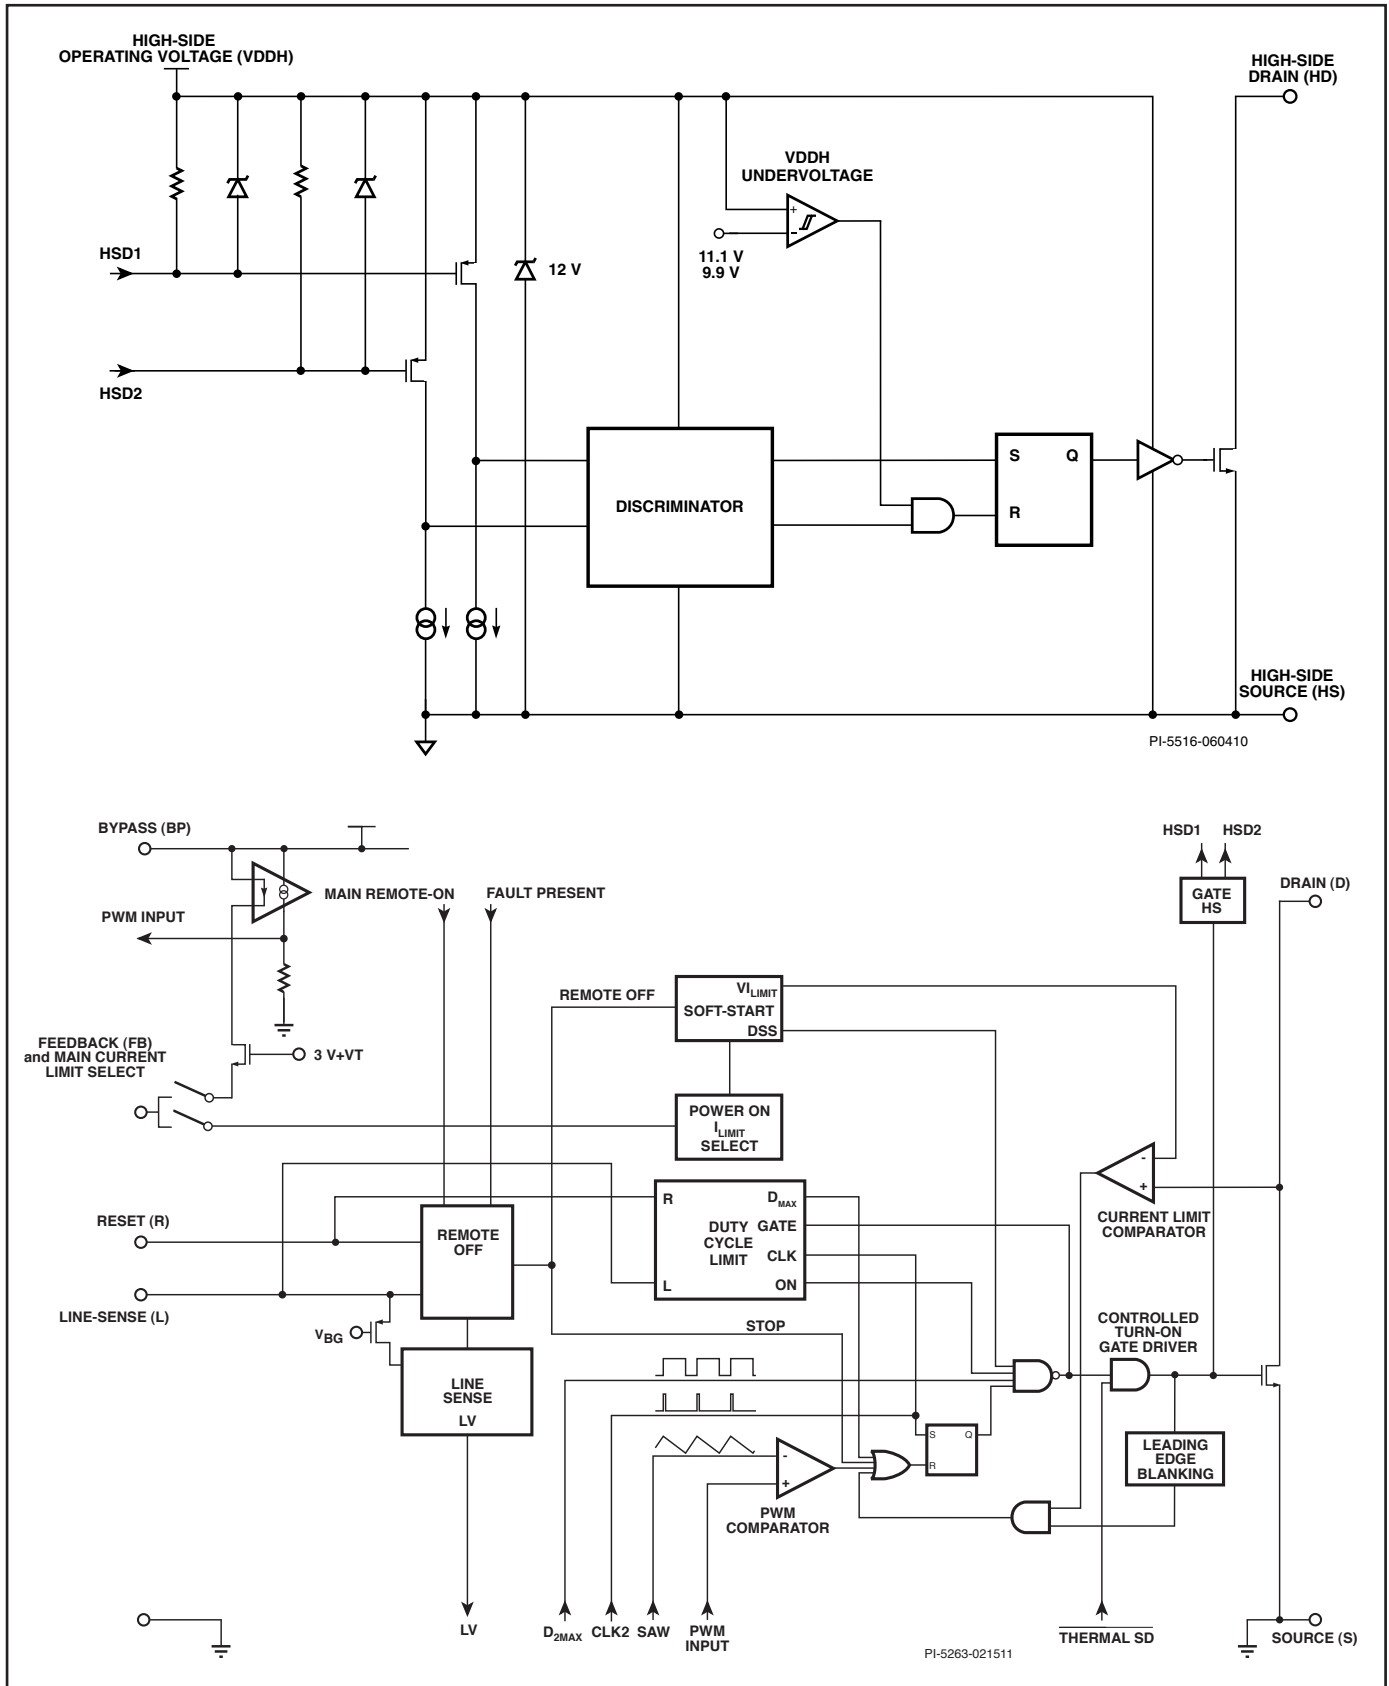 HIGH-SIDE
OPERATING VOLTAGE (VDDH)
HIGH-SIDE
DRAIN (HD)
VDDH
UNDERVOLTAGE
+
-
HSD1
12 V
11.1 V
9.9 V
HSD2
S
Q
DISCRIMINATOR
R
HIGH-SIDE
SOURCE (HS)
PI-5516-060410
BYPASS (BP)
HSD1
HSD2
MAIN REMOTE-ON
FAULT PRESENT
DRAIN (D)
GATE
HS
PWM INPUT
REMOTE OFF
VILIMIT
SOFT-START
DSS
FEEDBACK (FB)
and MAIN CURRENT
LIMIT SELECT
3 V+VT
POWER ON
ILIMIT
SELECT
-
+
R
DMAX
CURRENT LIMIT
COMPARATOR
RESET (R)
REMOTE
OFF
DUTY
CYCLE
LIMIT
GATE
CLK
L
ON
LINE-SENSE (L)
VBG
STOP
CONTROLLED
TURN-ON
GATE DRIVER
LINE
SENSE
LV
S
Q
R
LEADING
EDGE
BLANKING
-
+
PWM
COMPARATOR
LV
D2MAX
CLK2
SAW
PWM
INPUT
THERMAL SD
SOURCE (S)
PI-5263-021511